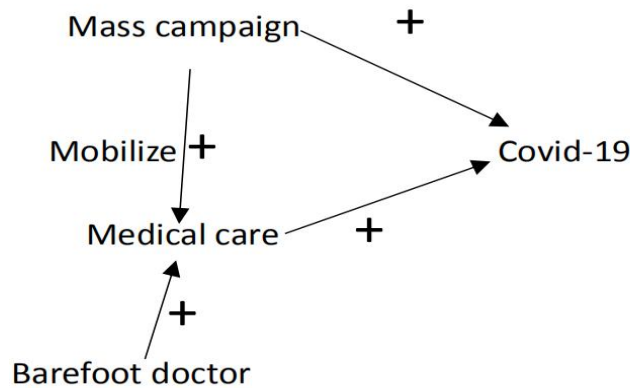 Mass campaign +
Mobilize + Covid-19
Medical care +
+
Barefoot doctor